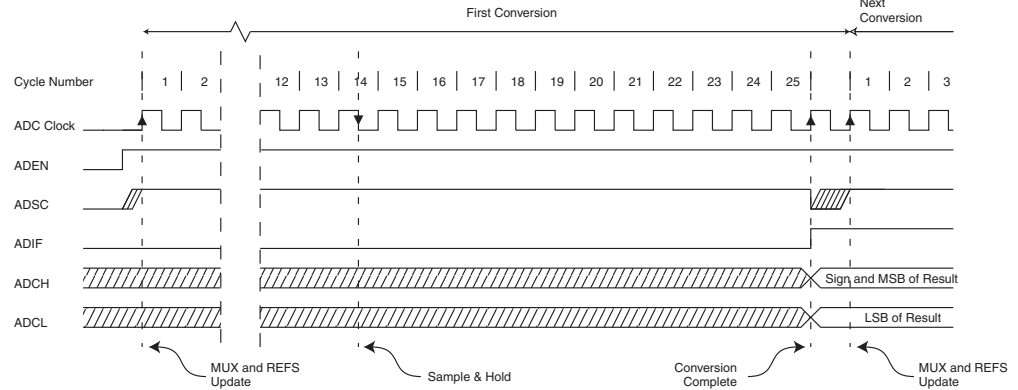 First Conversion
Next
Conversion
Cycle Number 1 2 12 13 14 15 16 17 18 19 20 21 22 23 24 25 1 2 3
ADC Clock
ADEN
ADSC
ADIF
ADCH Sign and MSB of Result
ADCL LSB of Result
MUX and REFS
Update
Sample & Hold
Conversion
Complete
MUX and REFS
Update